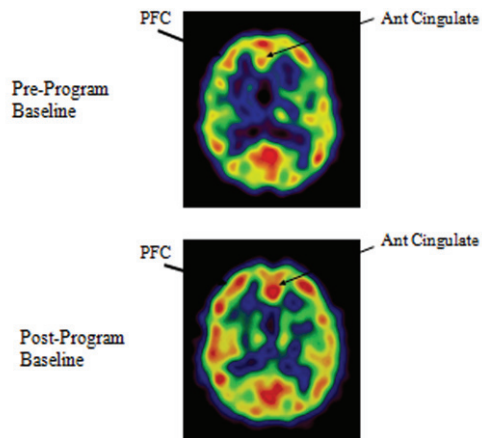 PFC
Ant Cingulate
Pre-Program
Baseline
PFC
Ant Cingulate
Post-Program
Baseline